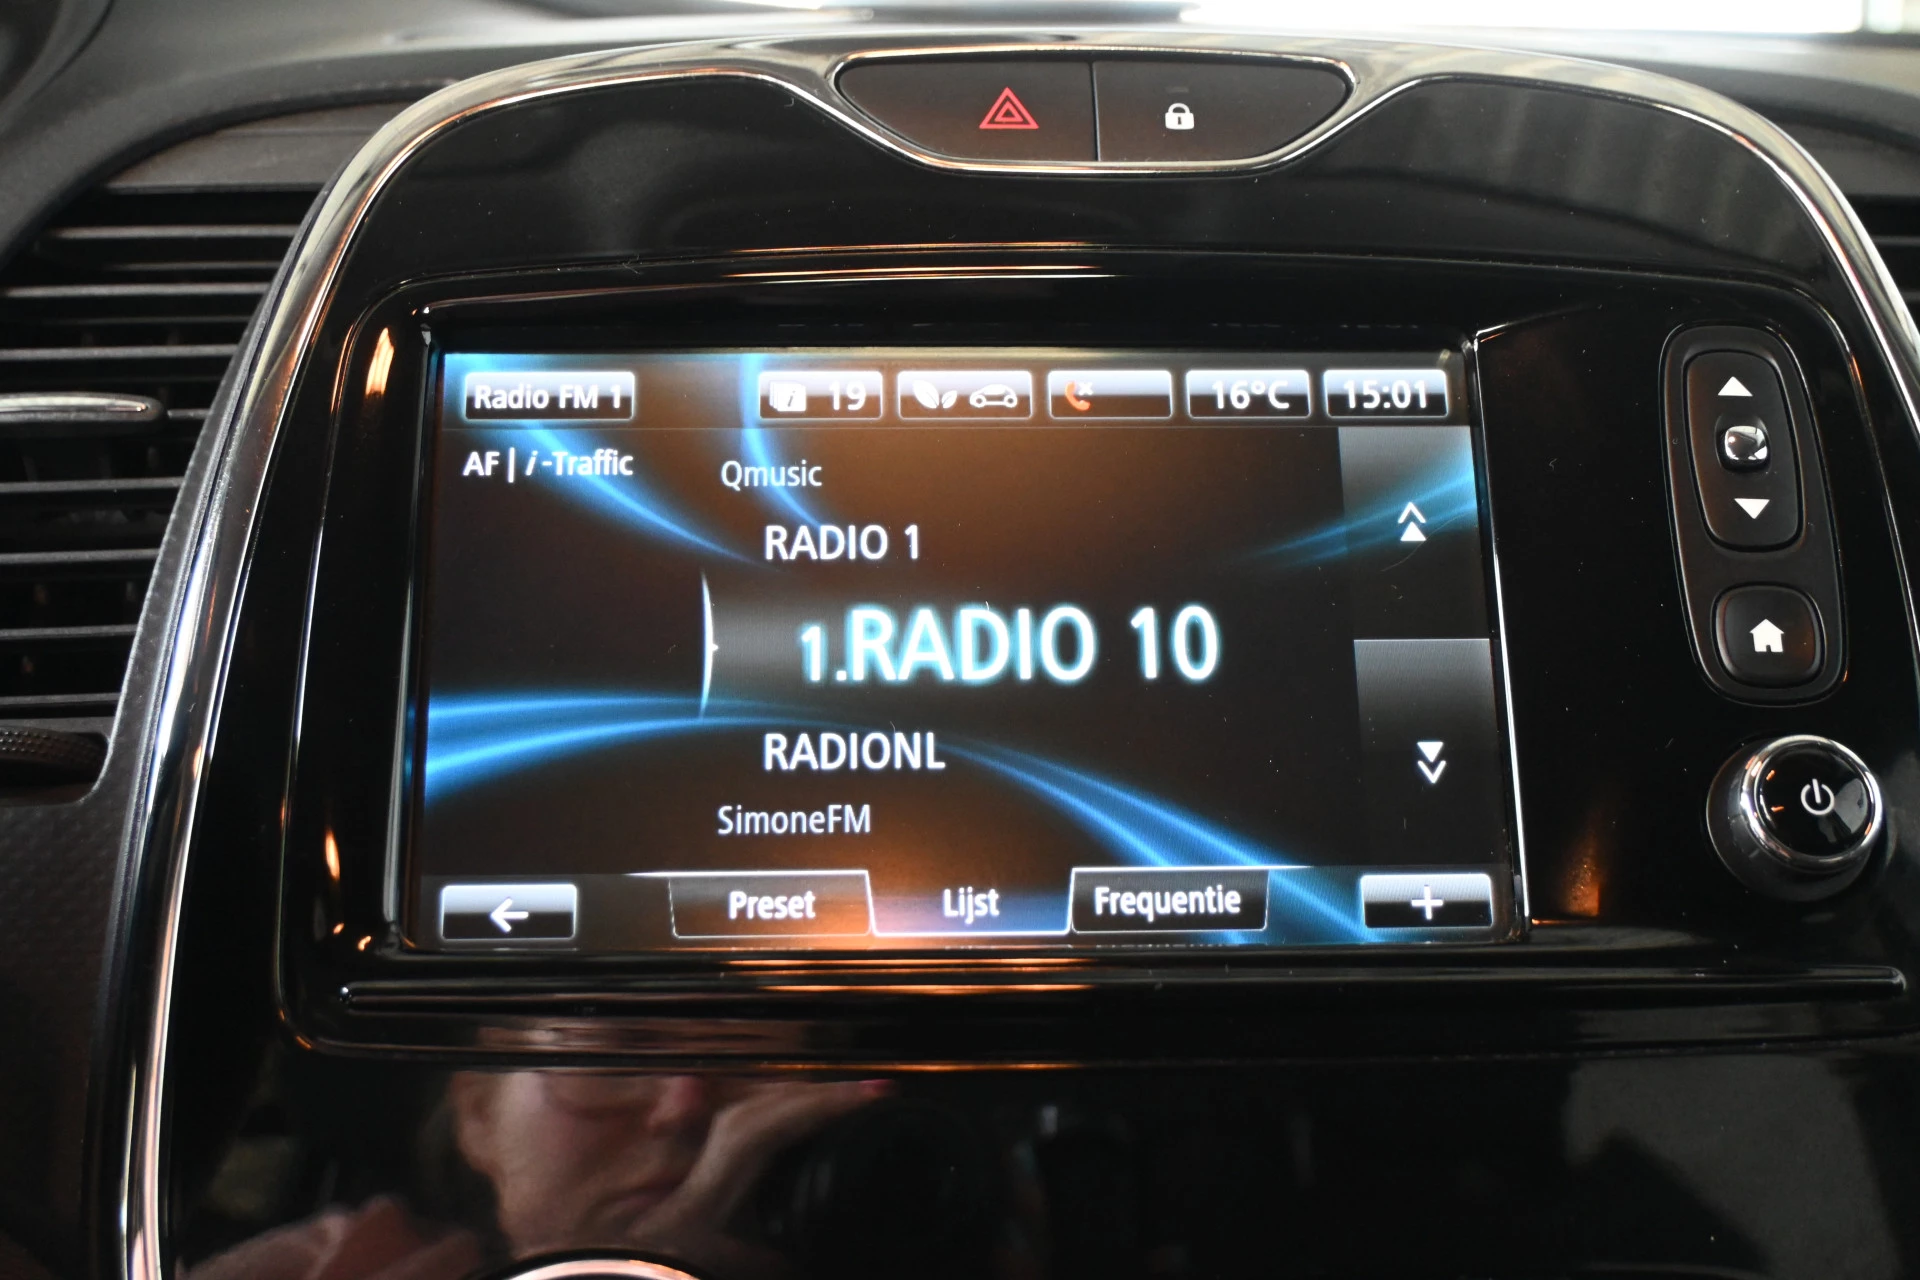 Radio FM 1 i 19 16°C 15:01
AF | i-Traffic
Qmusic
RADIO 1
1.RADIO 10
RADIONL
SimoneFM
Preset Lijst Frequentie +